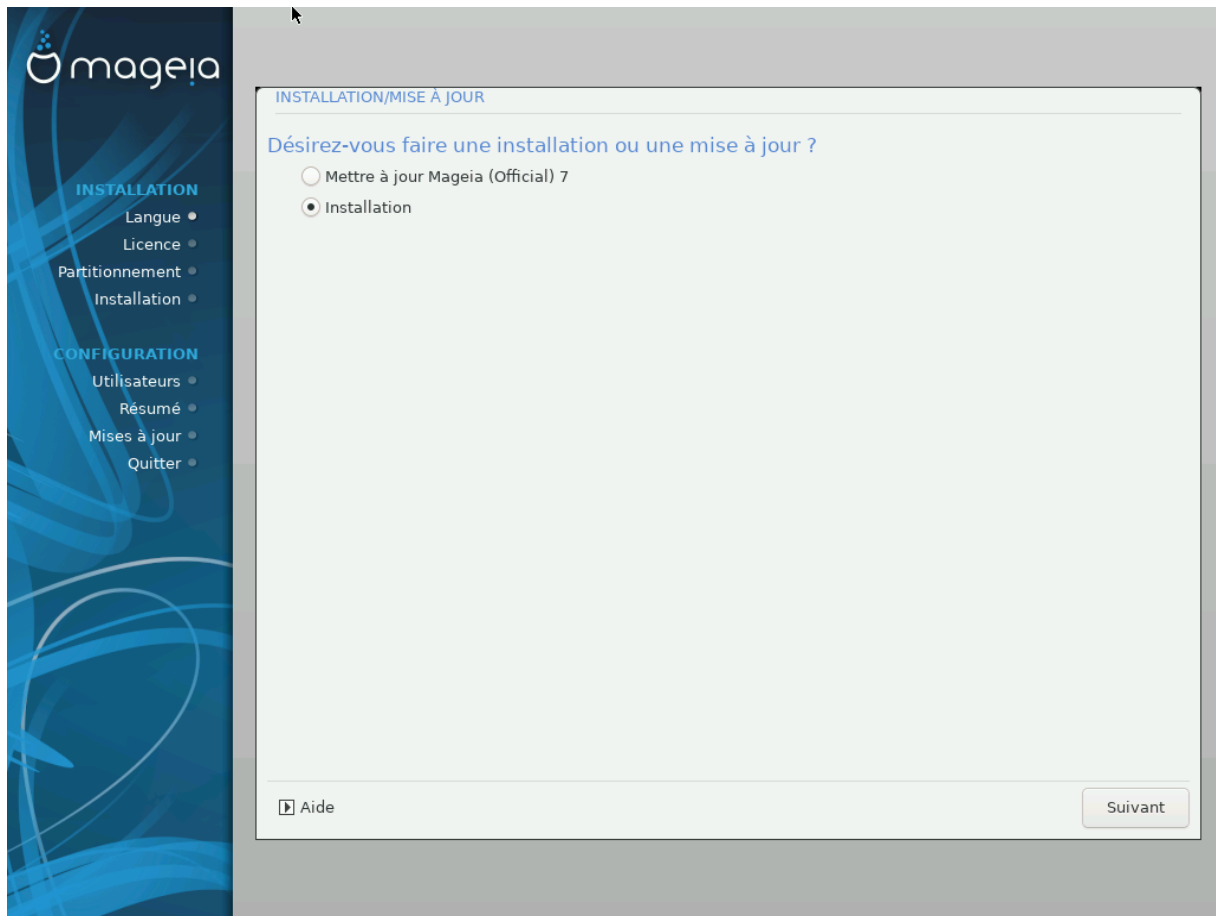 mageia
INSTALLATION
Langue
Licence
Partitionnement
Installation
CONFIGURATION
Utilisateurs
Résumé
Mises à jour
Quitter
INSTALLATION/MISE À JOUR
Désirez-vous faire une installation ou une mise à jour ?
Mettre à jour Mageia (Official) 7
Installation
Aide
Suivant